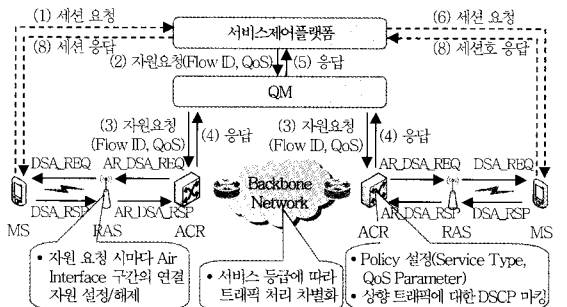 (1) 세션 요청
서비스제어플랫폼
(6) 세션 요청
(8) 세션 응답
(2) 자원요청(Flow ID, QoS)
(5) 응답
(8) 세션호 응답
QM
(3) 자원요청
(Flow ID, QoS)
(4) 응답
(3) 자원요청
(Flow ID, QoS)
(4) 응답
DSA_REQ
AR_DSA_REQ
Backbone
Network
AR_DSA_REQ
DSA_REQ
DSA_RSP
AR_DSA_RSP
AR_DSA_RSP
DSA_RSP
MS
RAS
ACR
ACR
RAS
MS
• 자원 요청 시마다 Air
Interface 구간의 연결
자원 설정/해제
• 서비스 등급에 따라
트래픽 처리 차별화
• Policy 설정(Service Type,
QoS Parameter)
• 상향 트래픽에 대한 DSCP 마킹